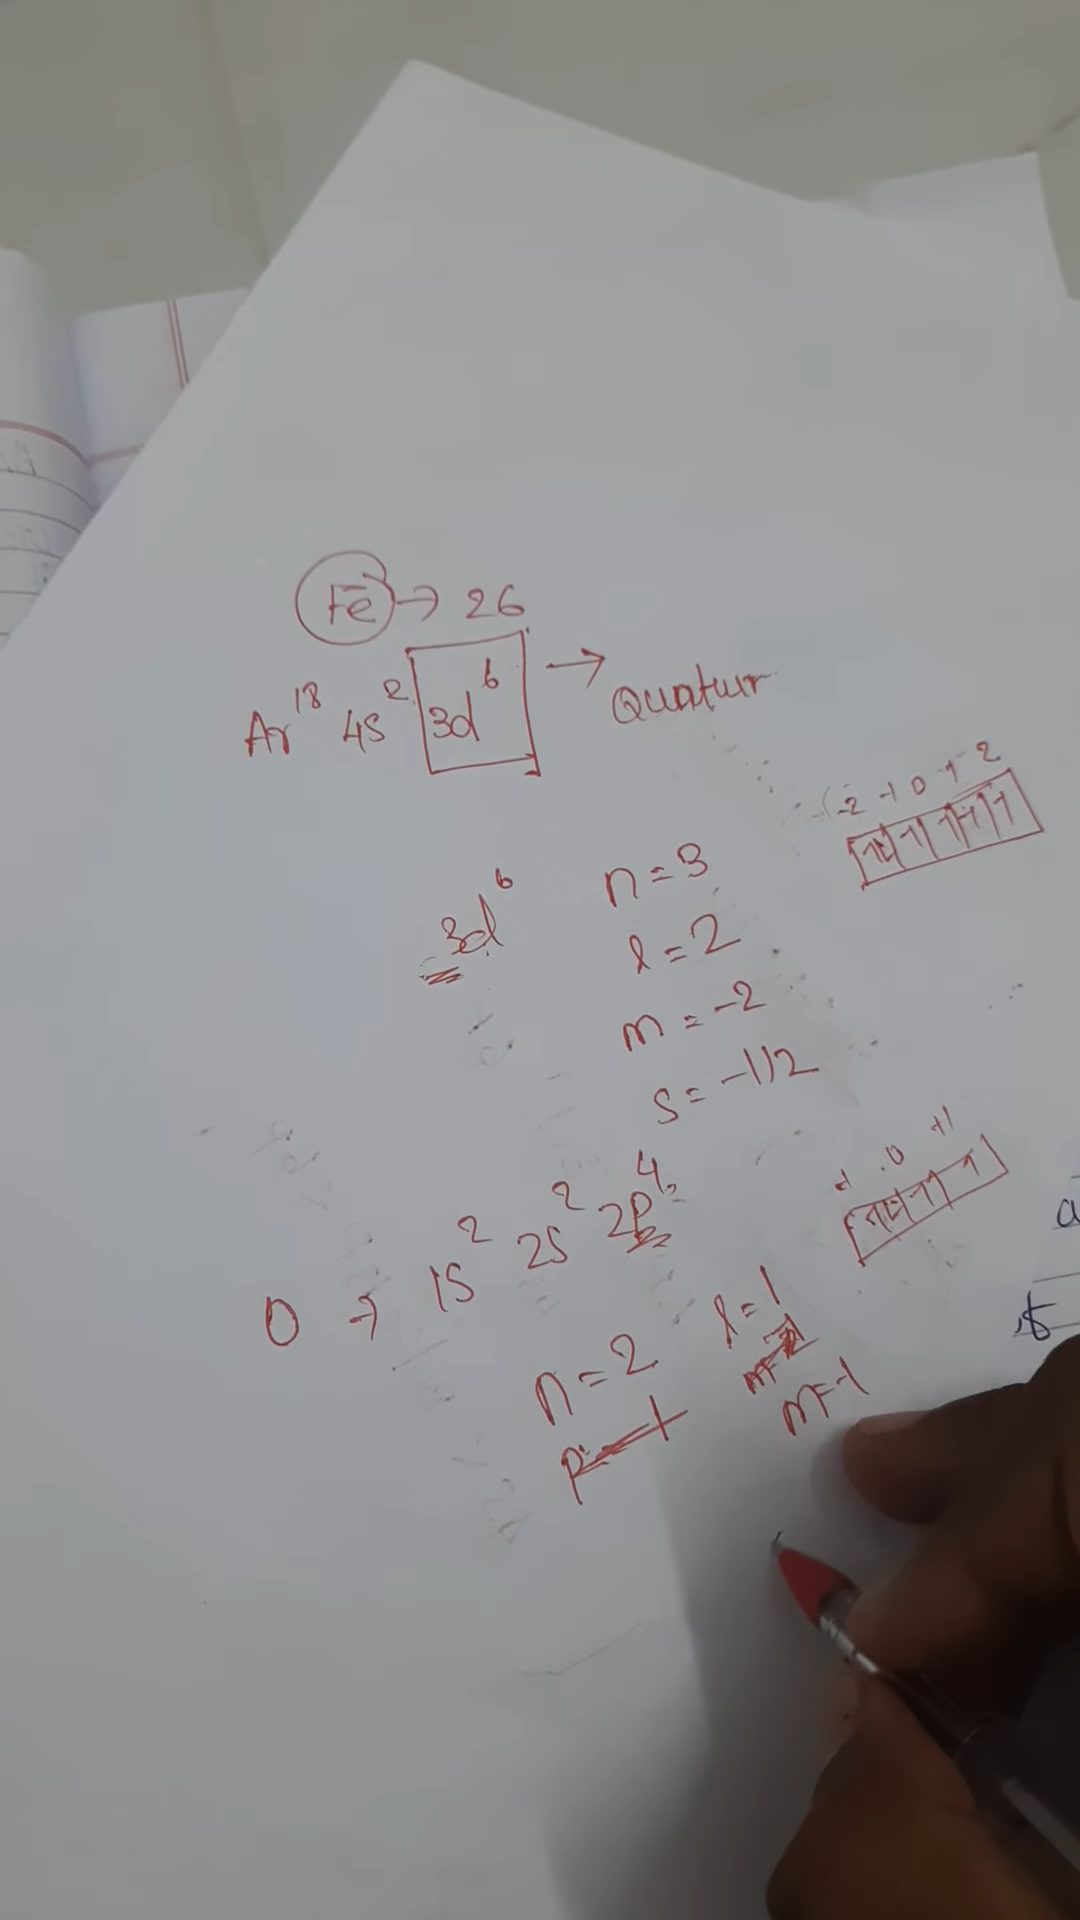 Fe → 26
Ar¹⁸ 4s² 3d⁶ → Quatur
-2 -1 0 +1 2
3d⁶
n = 3
l = 2
m = -2
s = -1/2
-1 0 +1
O → 1s² 2s² 2p⁴
n = 2
l = 1
m = -1